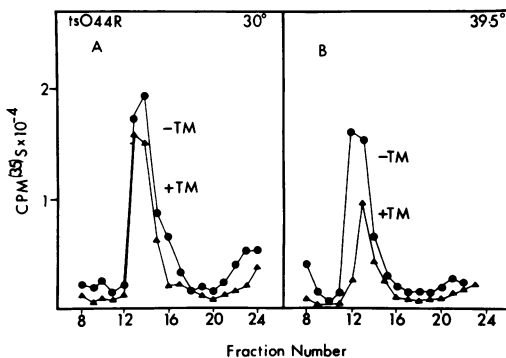 tsO44R 30° 39·5°
A B
2
1
-TM
+TM
-TM
+TM
CPM[35]S×10-4
8 12 16 20 24 8 12 16 20 24
Fraction Number